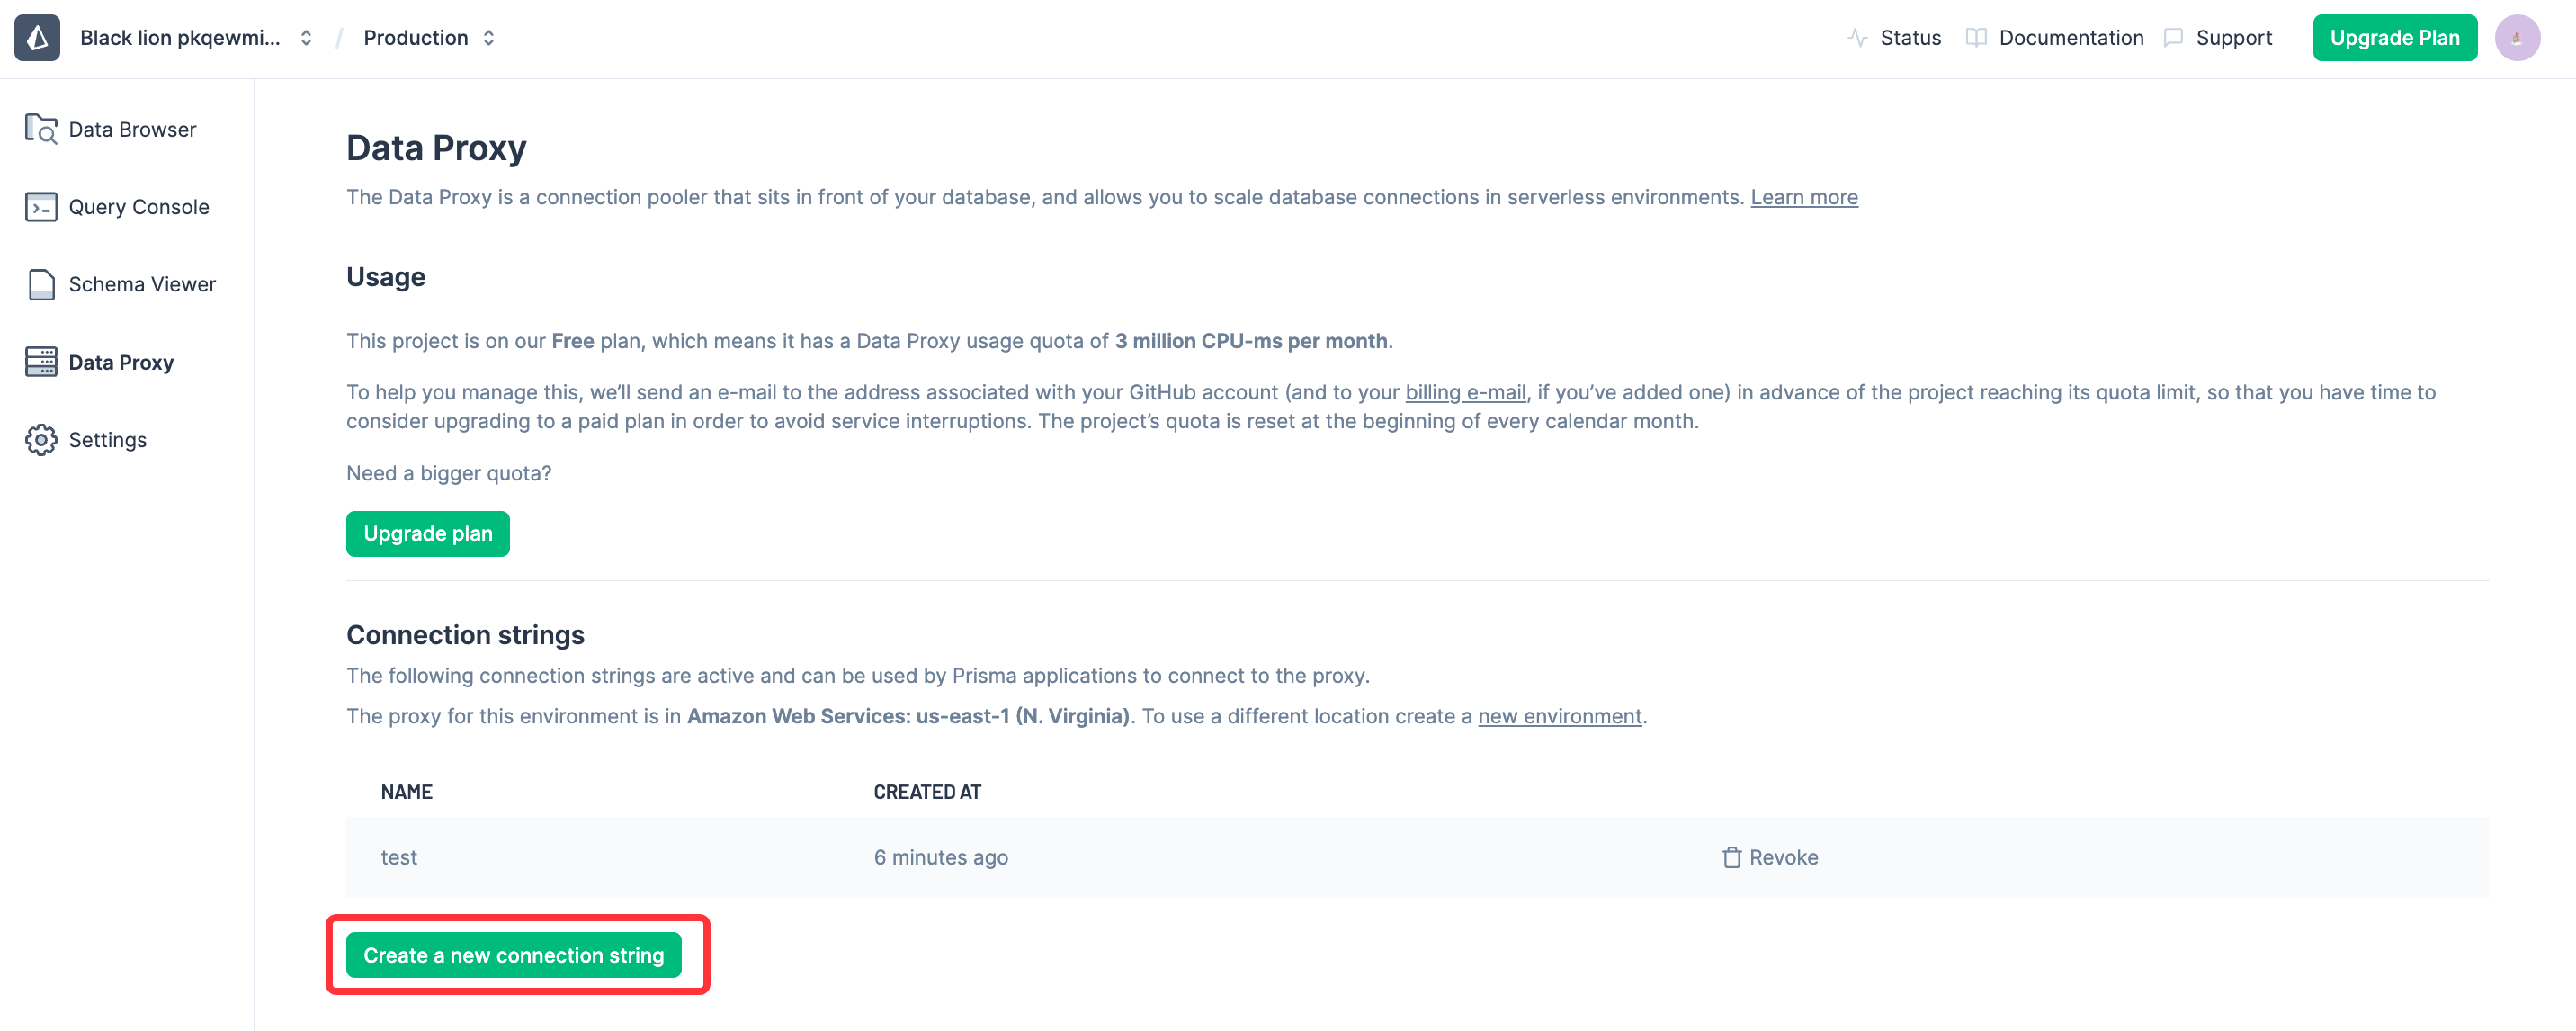 Black lion pkqewmi... / Production
Status Documentation Support Upgrade Plan
Data Browser
Query Console
Schema Viewer
Data Proxy
Settings
Data Proxy
The Data Proxy is a connection pooler that sits in front of your database, and allows you to scale database connections in serverless environments. Learn more
Usage
This project is on our Free plan, which means it has a Data Proxy usage quota of 3 million CPU-ms per month.
To help you manage this, we’ll send an e-mail to the address associated with your GitHub account (and to your billing e-mail, if you’ve added one) in advance of the project reaching its quota limit, so that you have time to
consider upgrading to a paid plan in order to avoid service interruptions. The project’s quota is reset at the beginning of every calendar month.
Need a bigger quota?
Upgrade plan
Connection strings
The following connection strings are active and can be used by Prisma applications to connect to the proxy.
The proxy for this environment is in Amazon Web Services: us-east-1 (N. Virginia). To use a different location create a new environment.
NAME CREATED AT
test 6 minutes ago Revoke
Create a new connection string